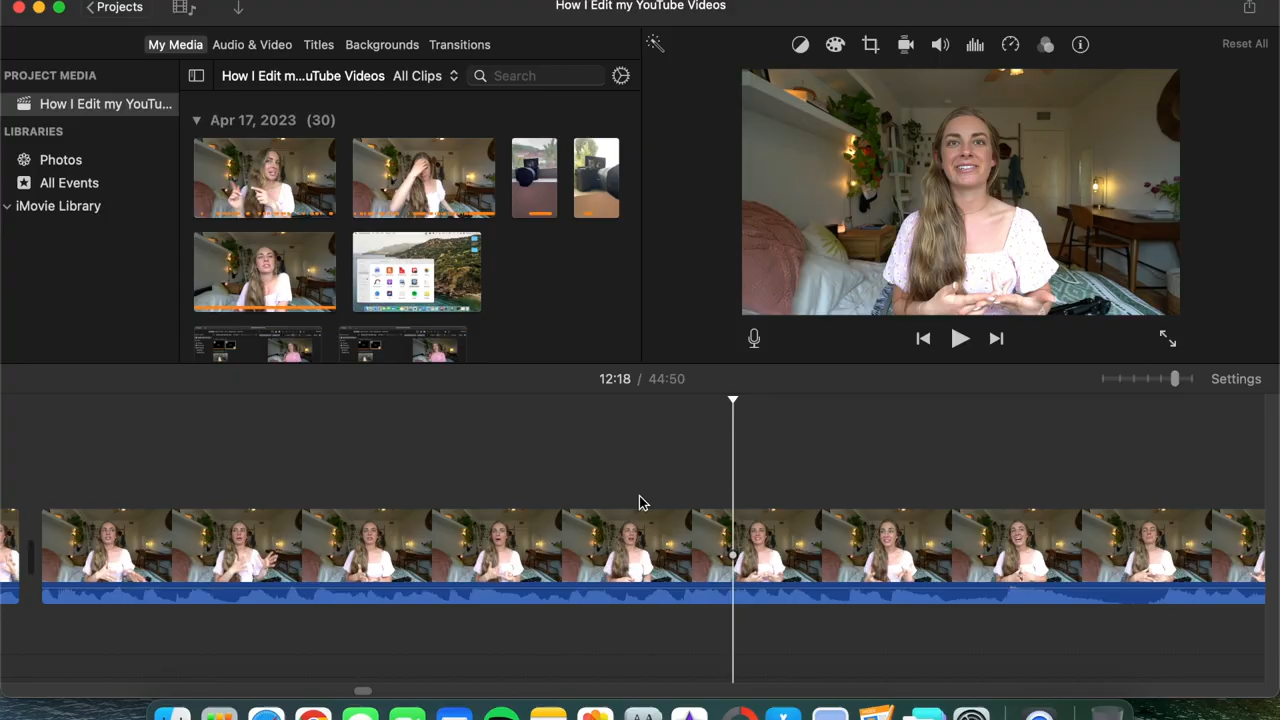 Projects
How I Edit my YouTube Videos
My Media Audio & Video Titles Backgrounds Transitions
Reset All
PROJECT MEDIA
How I Edit m...uTube Videos All Clips Search
How I Edit my YouTu...
Apr 17, 2023 (30)
LIBRARIES
Photos
All Events
iMovie Library
12:18 / 44:50
Settings